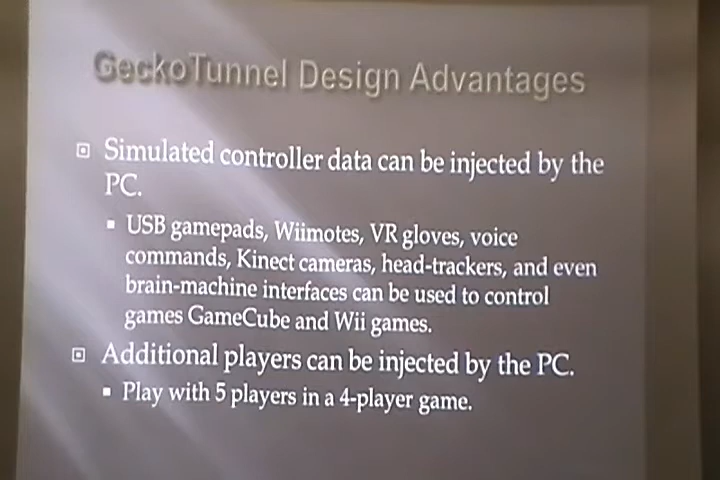 GeckoTunnel Design Advantages
Simulated controller data can be injected by the
PC.
USB gamepads, Wiimotes, VR gloves, voice
commands, Kinect cameras, head-trackers, and even
brain-machine interfaces can be used to control
games GameCube and Wii games.
Additional players can be injected by the PC.
Play with 5 players in a 4-player game.